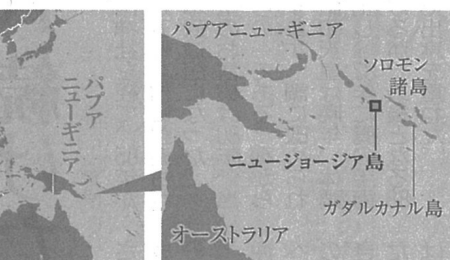 パプア
ニューギニア
パプアニューギニア
ソロモン
諸島
ニュージョージア島
ガダルカナル島
オーストラリア